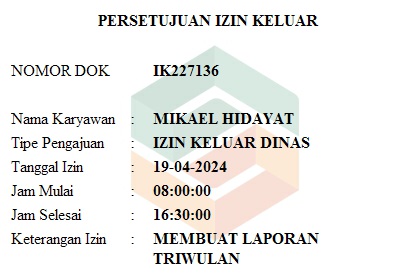 PERSETUJUAN IZIN KELUAR
NOMOR DOK IK227136
Nama Karyawan : MIKAEL HIDAYAT
Tipe Pengajuan : IZIN KELUAR DINAS
Tanggal Izin : 19-04-2024
Jam Mulai : 08:00:00
Jam Selesai : 16:30:00
Keterangan Izin : MEMBUAT LAPORAN
TRIWULAN